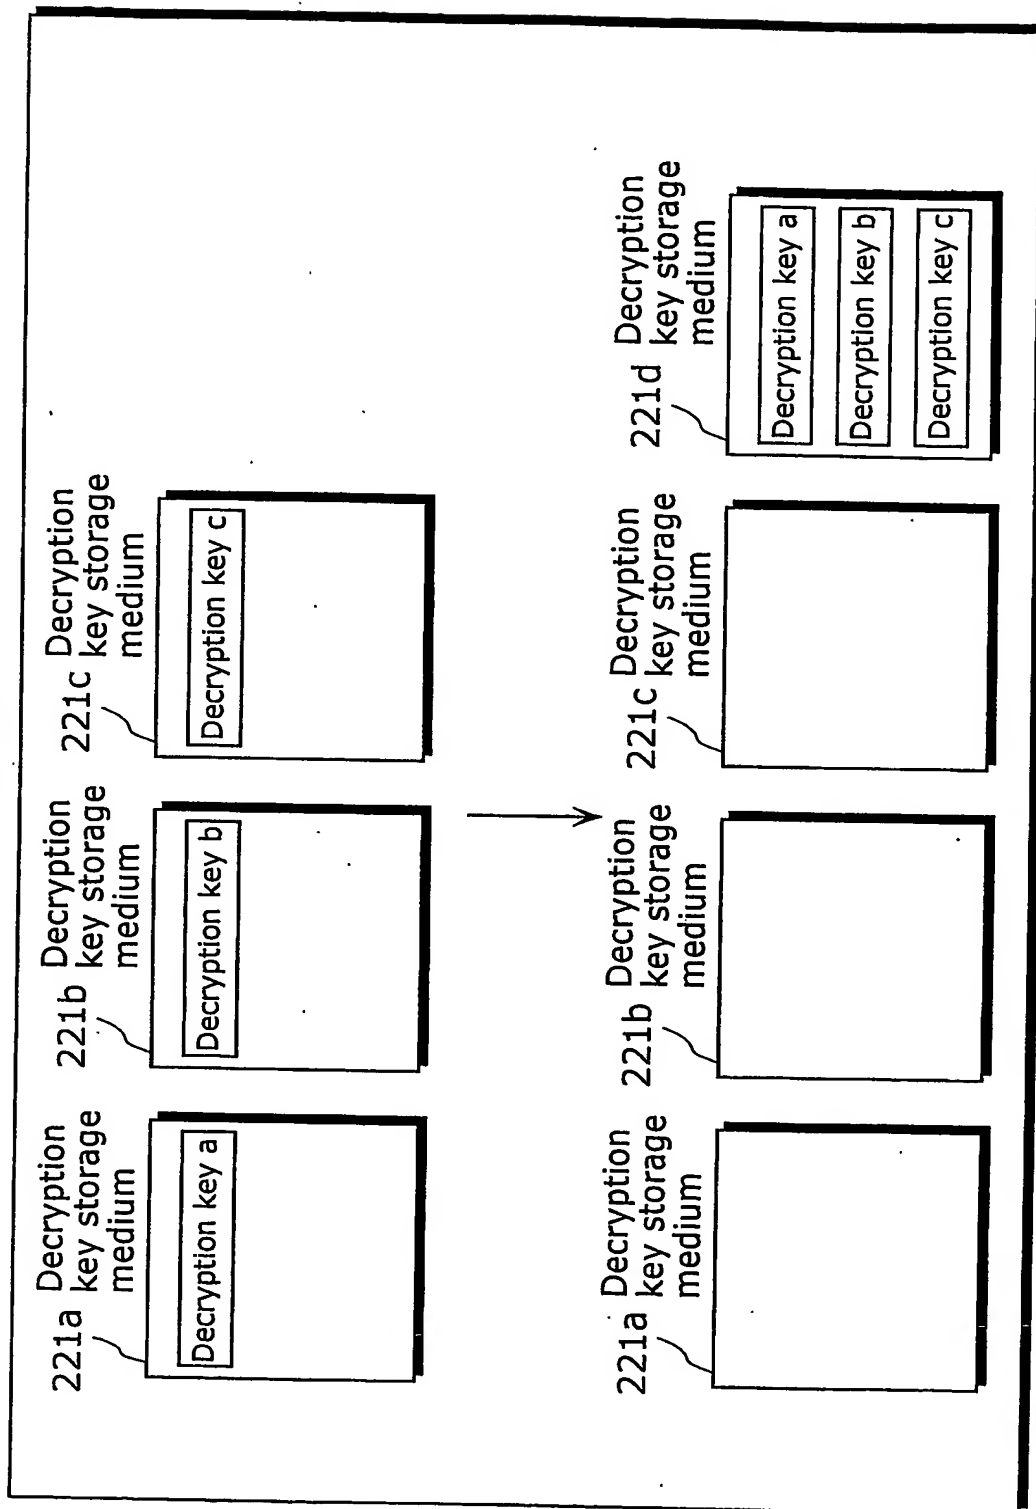 221a Decryption
key storage
medium
Decryption key a
221b Decryption
key storage
medium
Decryption key b
221c Decryption
key storage
medium
Decryption key c
221a Decryption
key storage
medium
221b Decryption
key storage
medium
221c Decryption
key storage
medium
221d Decryption
key storage
medium
Decryption key a
Decryption key b
Decryption key c